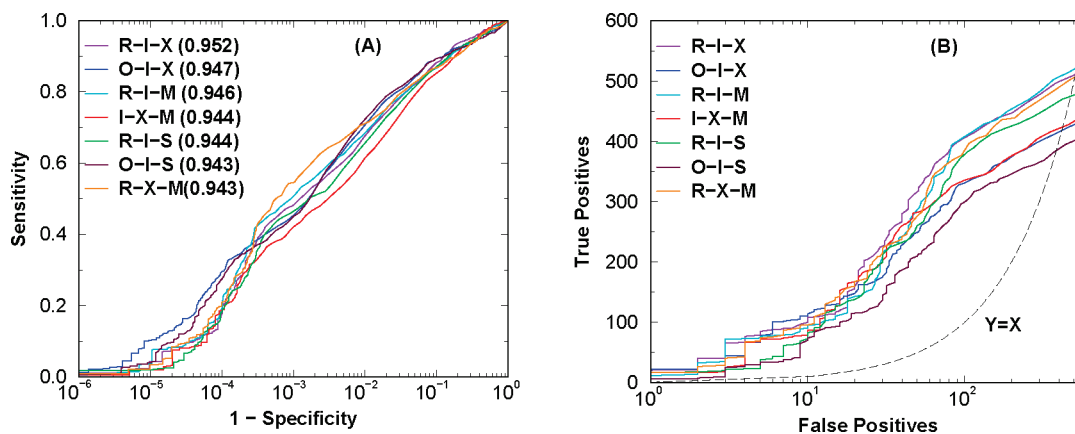 (A)
R−I−X (0.952)
O−I−X (0.947)
R−I−M (0.946)
I−X−M (0.944)
R−I−S (0.944)
O−I−S (0.943)
R−X−M(0.943)
Sensitivity
1.0
0.8
0.6
0.4
0.2
0.0
10⁻⁶ 10⁻⁵ 10⁻⁴ 10⁻³ 10⁻² 10⁻¹ 10⁰
1 − Specificity
(B)
R−I−X
O−I−X
R−I−M
I−X−M
R−I−S
O−I−S
R−X−M
True Positives
600
500
400
300
200
100
0
Y=X
10⁰ 10¹ 10²
False Positives